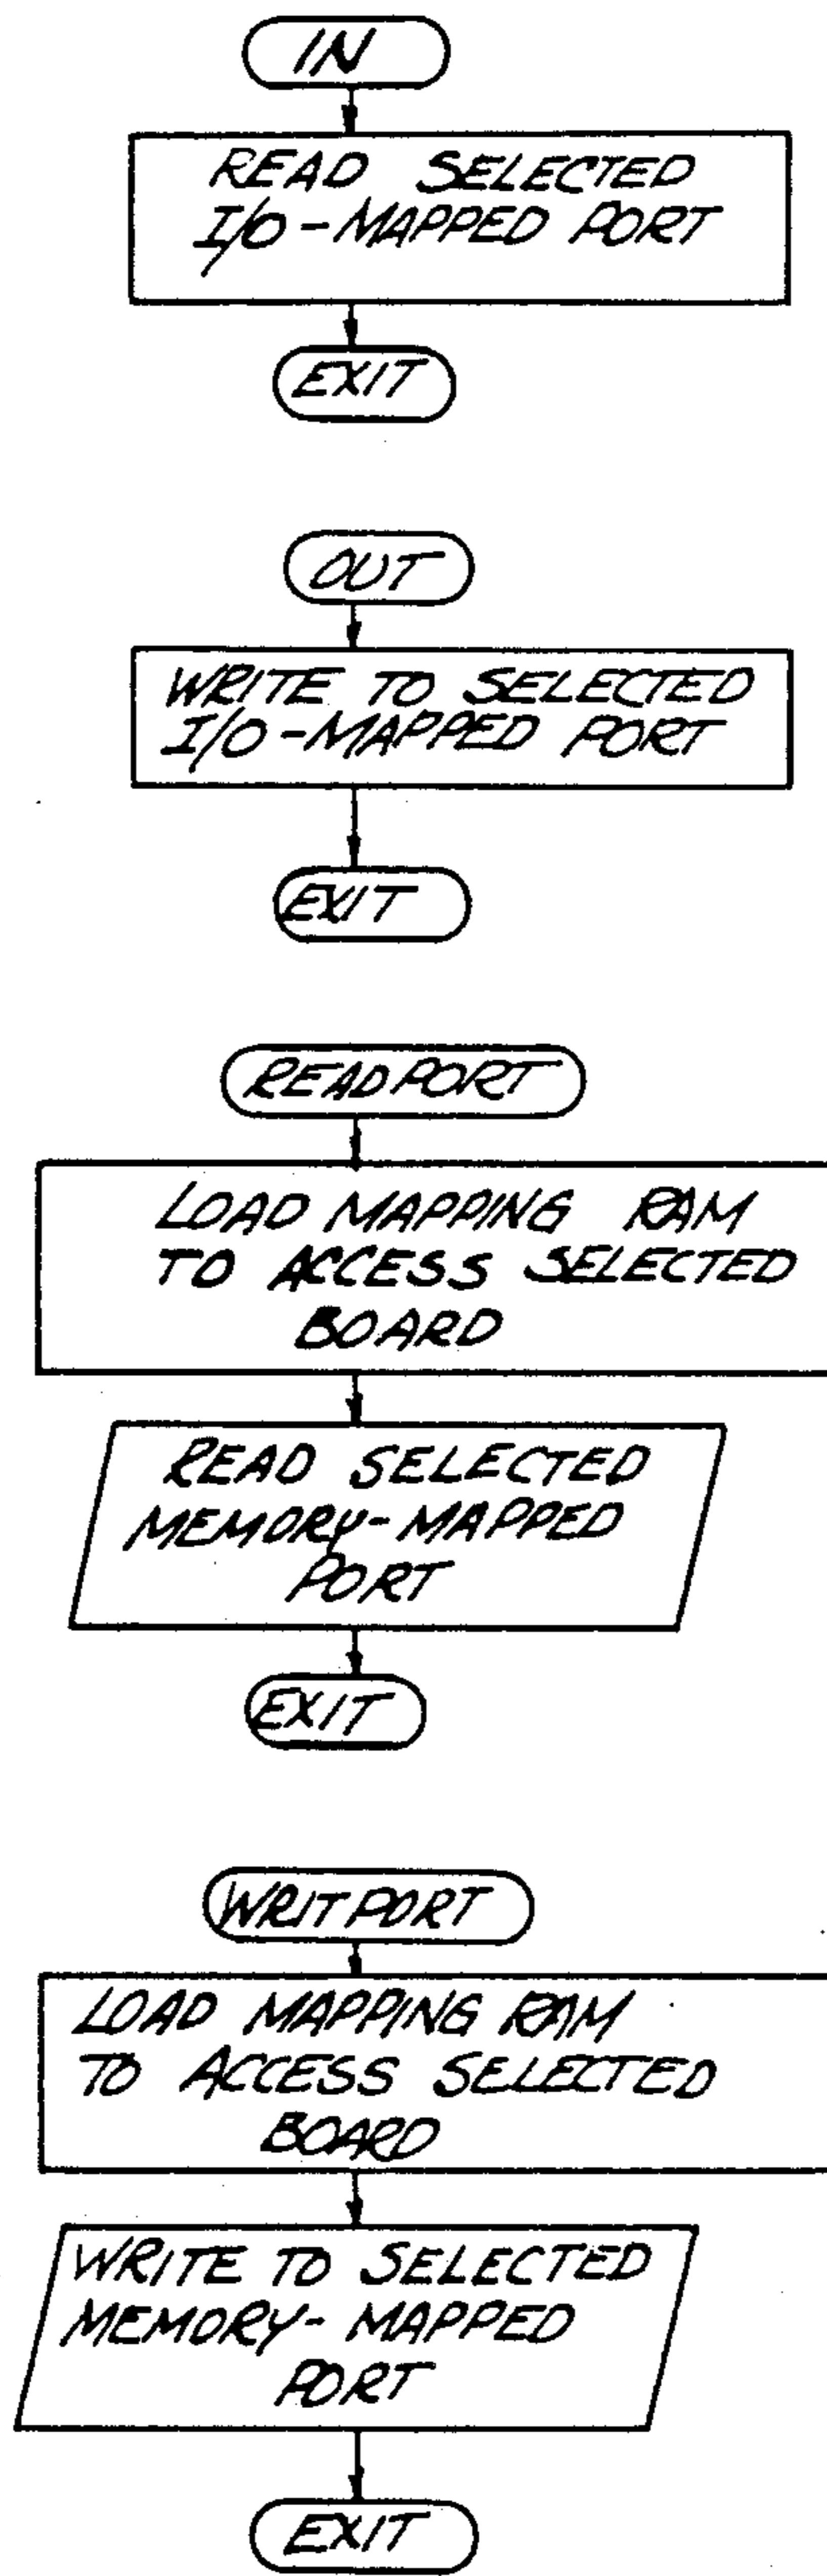 IN
READ SELECTED
I/O-MAPPED PORT
EXIT
OUT
WRITE TO SELECTED
I/O-MAPPED PORT
EXIT
READPORT
LOAD MAPPING RAM
TO ACCESS SELECTED
BOARD
READ SELECTED
MEMORY-MAPPED
PORT
EXIT
WRITPORT
LOAD MAPPING RAM
TO ACCESS SELECTED
BOARD
WRITE TO SELECTED
MEMORY-MAPPED
PORT
EXIT